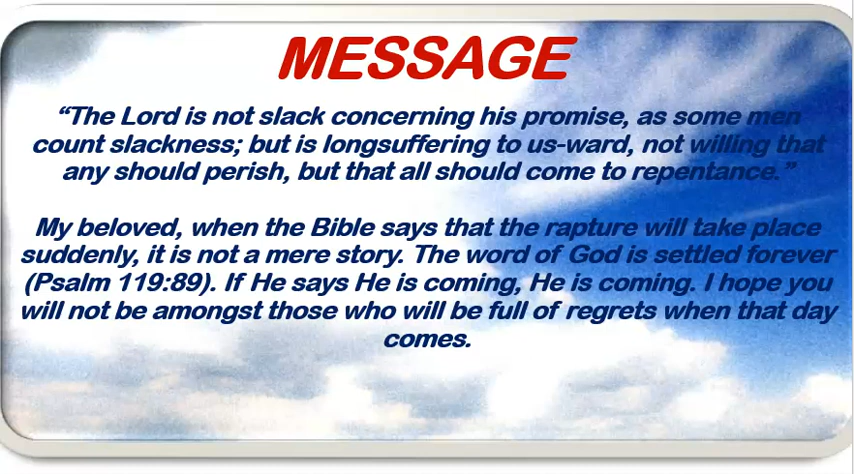 MESSAGE
“The Lord is not slack concerning his promise, as some men
count slackness; but is longsuffering to us-ward, not willing that
any should perish, but that all should come to repentance.”
My beloved, when the Bible says that the rapture will take place
suddenly, it is not a mere story. The word of God is settled forever
(Psalm 119:89). If He says He is coming, He is coming. I hope you
will not be amongst those who will be full of regrets when that day
comes.